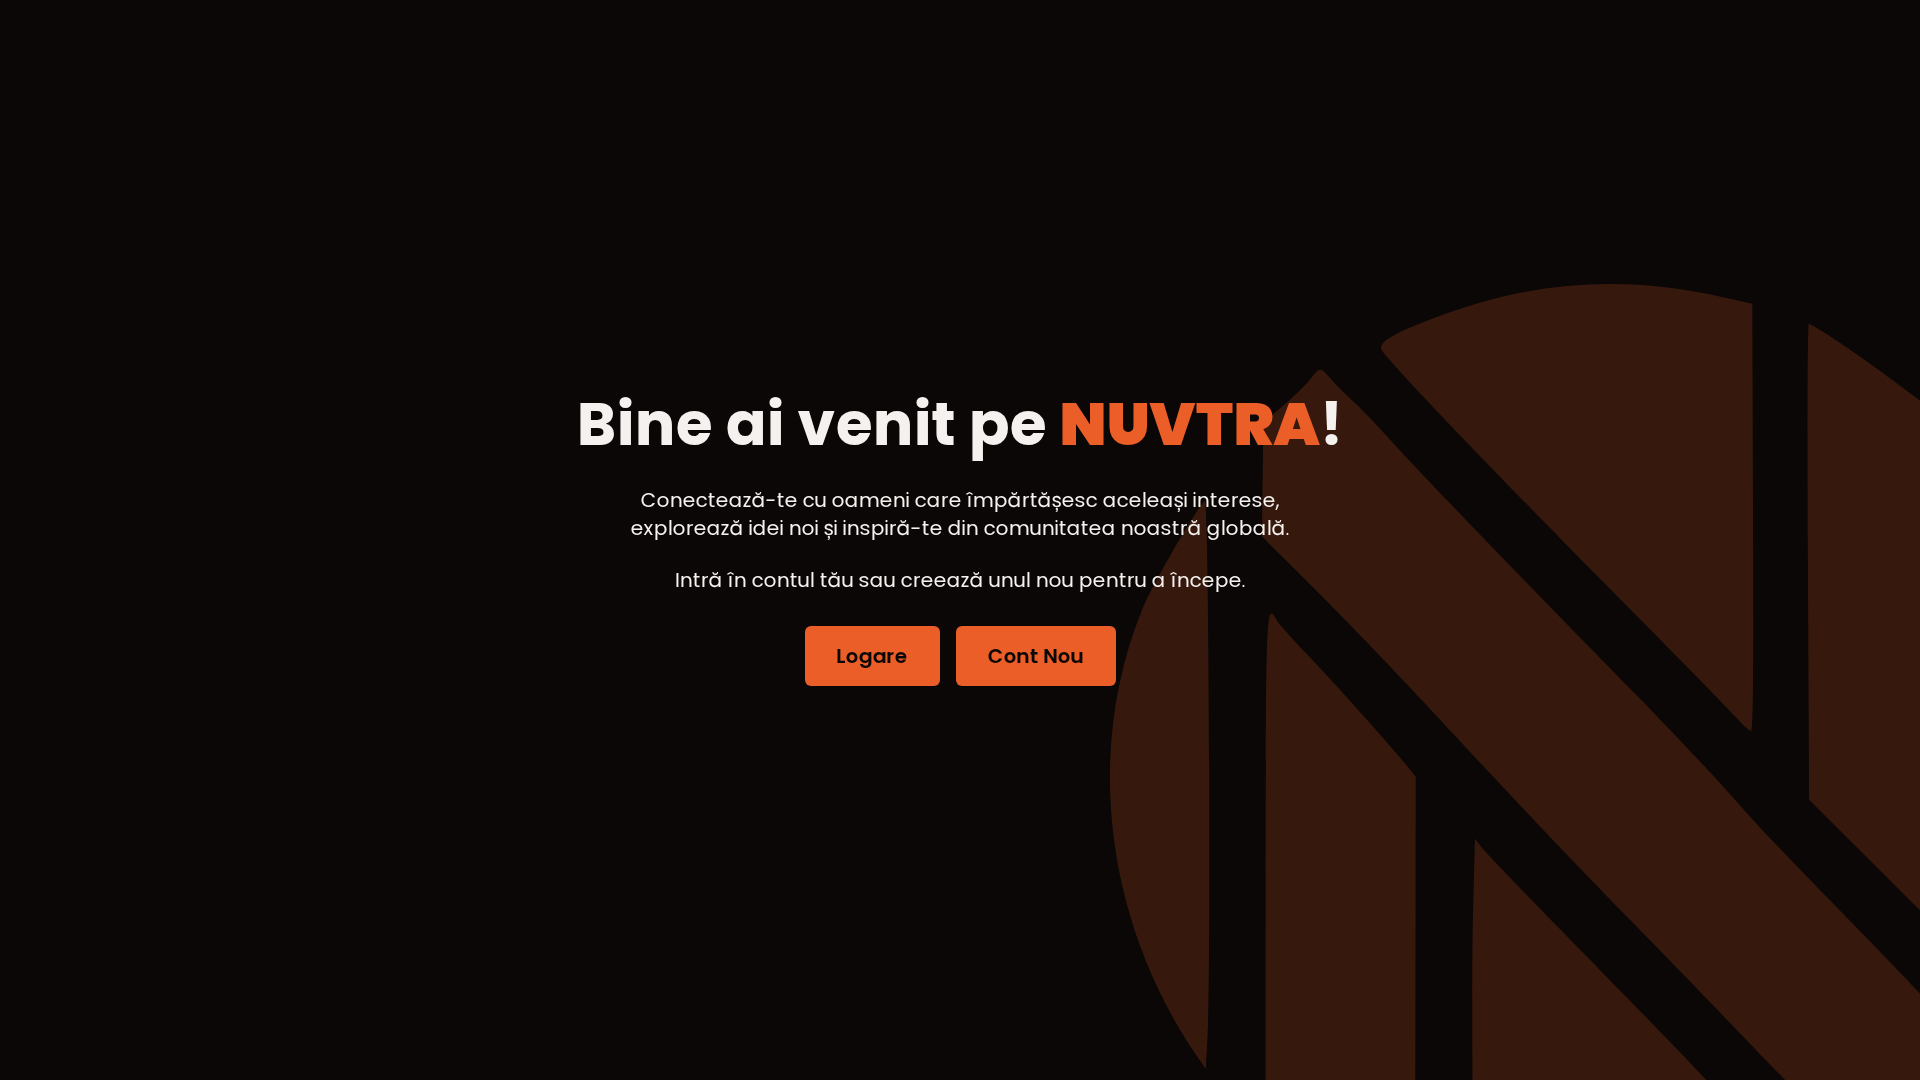 Bine ai venit pe NUVTRA!
Conectează-te cu oameni care împărtășesc aceleași interese,
explorează idei noi și inspiră-te din comunitatea noastră globală.
Intră în contul tău sau creează unul nou pentru a începe.
Logare
Cont Nou